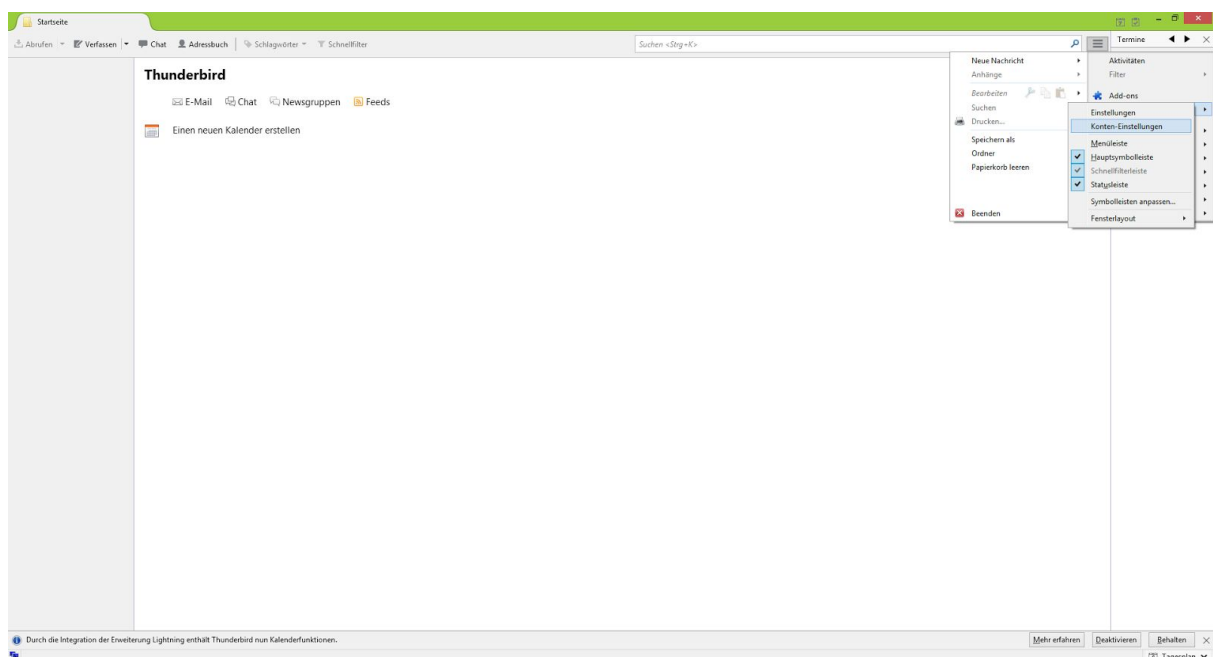 Startseite
Abrufen Verfassen Chat Adressbuch Schlagwörter Schnellfilter
Suchen <Strg+K>
Termine
Thunderbird
E-Mail Chat Newsgruppen Feeds
Einen neuen Kalender erstellen
Neue Nachricht
Anhänge
Bearbeiten
Suchen
Drucken...
Speichern als
Ordner
Papierkorb leeren
Beenden
Aktivitäten
Filter
Add-ons
Einstellungen
Konten-Einstellungen
Menüleiste
Hauptsymbolleiste
Schnellfilterleiste
Statusleiste
Symbolleisten anpassen...
Fensterlayout
Durch die Integration der Erweiterung Lightning enthält Thunderbird nun Kalenderfunktionen.
Mehr erfahren Deaktivieren Behalten
Tagesplan